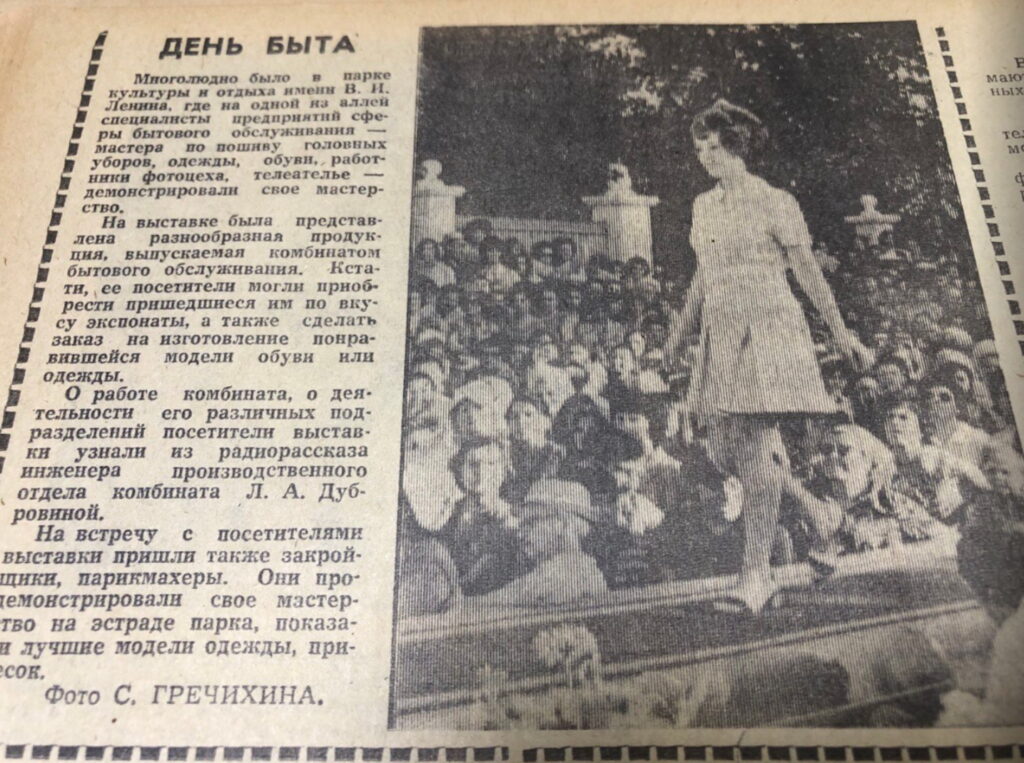 ДЕНЬ БЫТА
Многолюдно было в парке
культуры и отдыха имени В. И.
Ленина, где на одной из аллей
специалисты предприятий сфе-
ры бытового обслуживания —
мастера по пошиву головных
уборов, одежды, обуви, работ-
ники фотоцеха, телеателье —
демонстрировали свое мастер-
ство.
На выставке была представ-
лена разнообразная продук-
ция, выпускаемая комбинатом
бытового обслуживания. Кста-
ти, ее посетители могли приоб-
рести пришедшиеся им по вку-
су экспонаты, а также сделать
заказ на изготовление понра-
вившейся модели обуви или
одежды.
О работе комбината, о дея-
тельности его различных под-
разделений посетители выстав-
ки узнали из радиорассказа
инженера производственного
отдела комбината Л. А. Дуб-
ровиной.
На встречу с посетителями
выставки пришли также закрой-
щики, парикмахеры. Они про-
демонстрировали свое мастер-
тво на эстраде парка, показа-
и лучшие модели одежды, при-
есок.
Фото С. ГРЕЧИХИНА.
В
мают
ных
тел
мо